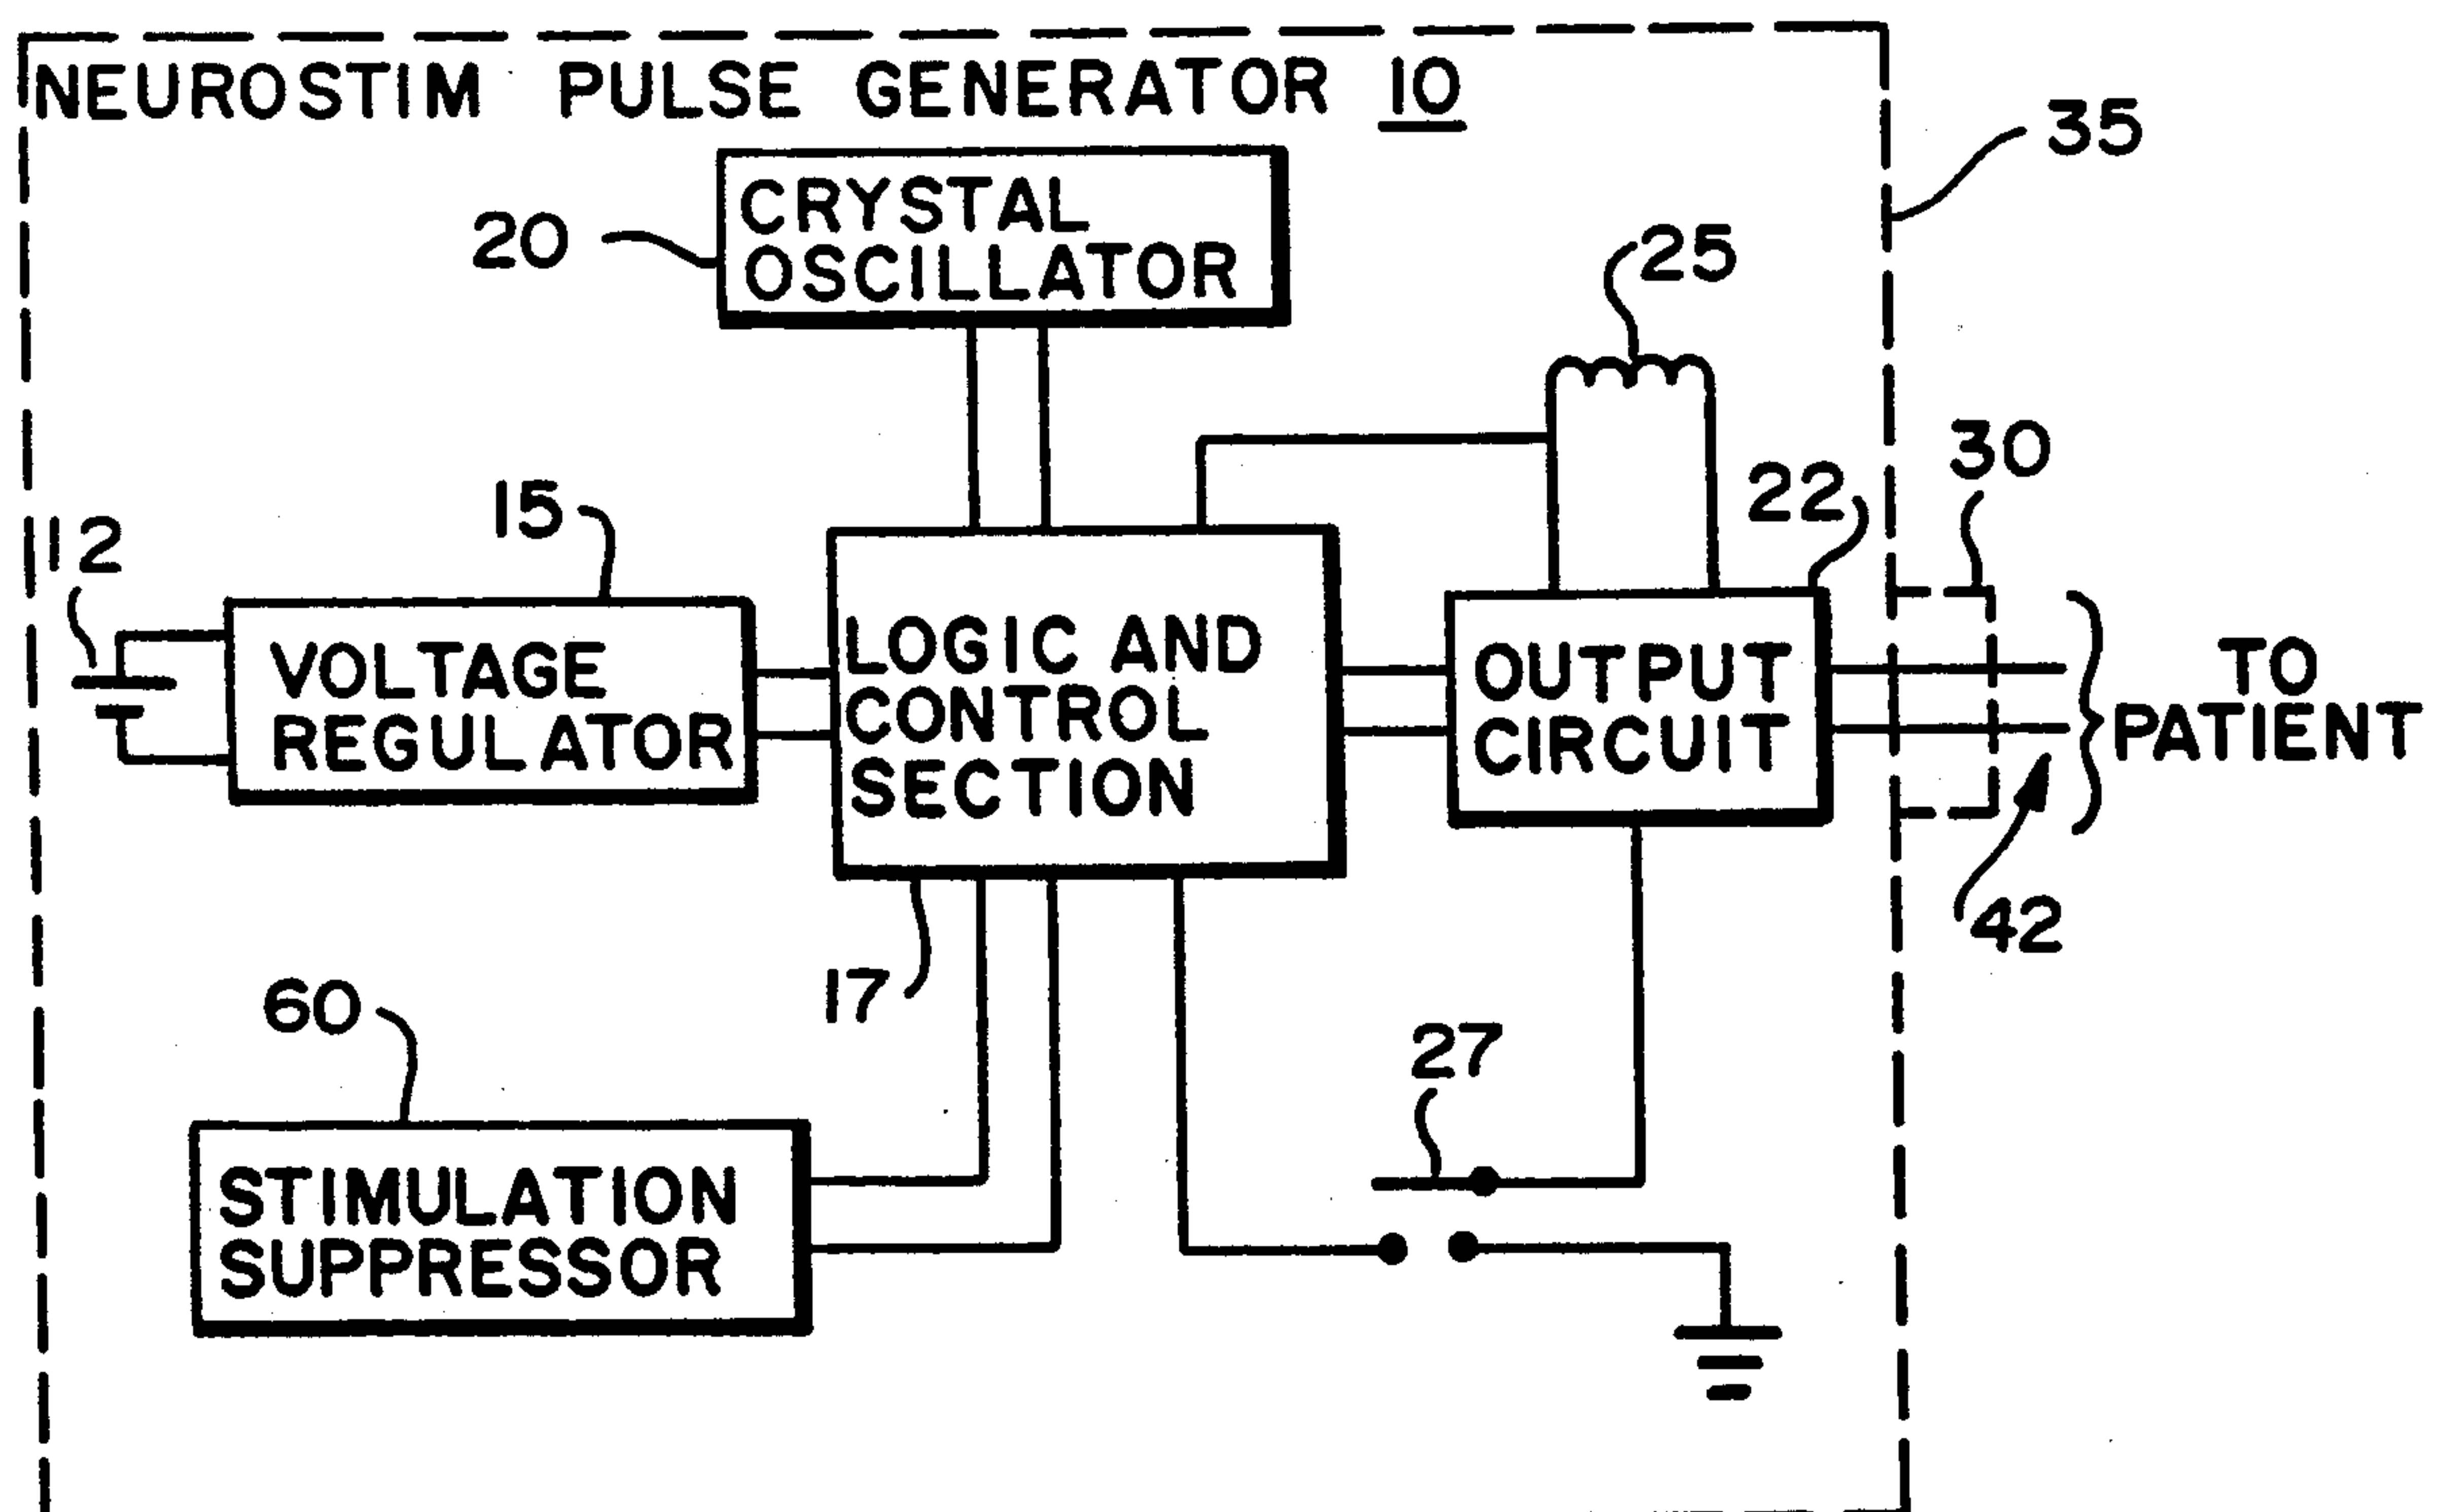 NEUROSTIM PULSE GENERATOR 10
35
CRYSTAL
OSCILLATOR
20
25
30
22
15
12
VOLTAGE
REGULATOR
LOGIC AND
CONTROL
SECTION
OUTPUT
CIRCUIT
TO
PATIENT
42
17
60
27
STIMULATION
SUPPRESSOR